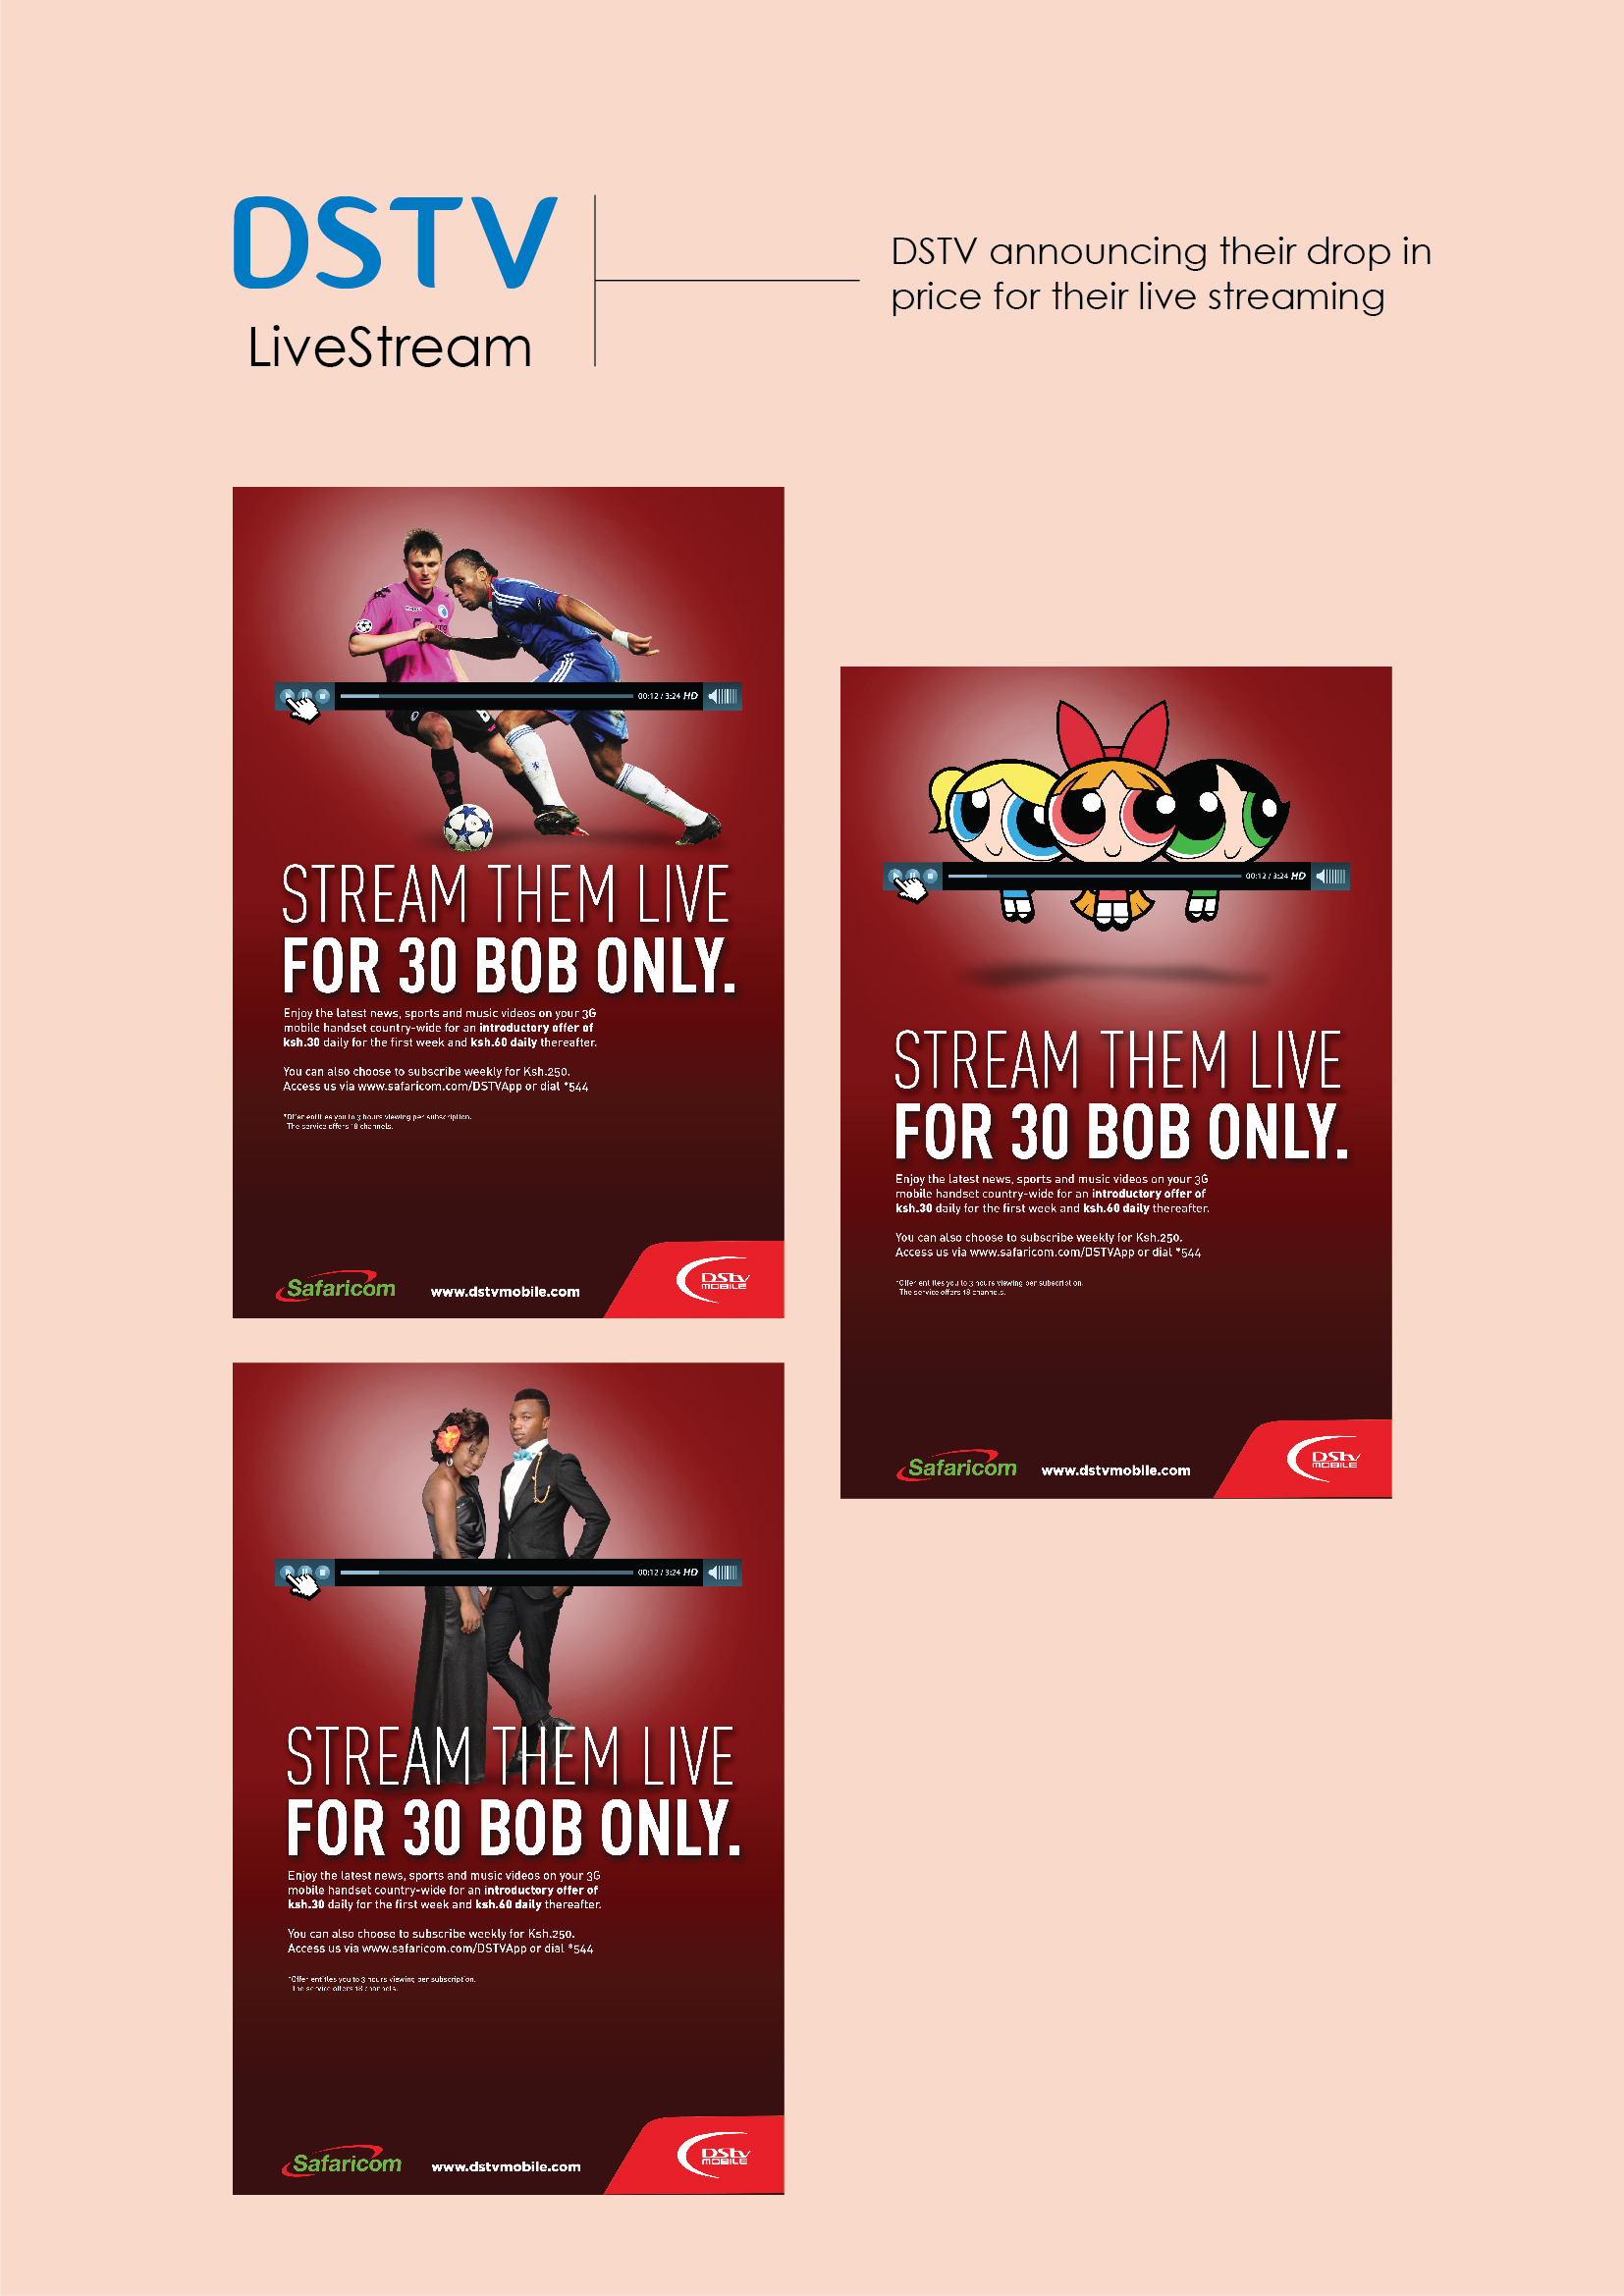 DSTV
LiveStream
DSTV announcing their drop in
price for their live streaming
00:12 / 3:24 HD
STREAM THEM LIVE
FOR 30 BOB ONLY.
Enjoy the latest news, sports and music videos on your 3G
mobile handset country-wide for an introductory offer of
ksh.30 daily for the first week and ksh.60 daily thereafter.
You can also choose to subscribe weekly for Ksh.250.
Access us via www.safaricom.com/DSTVApp or dial *544
*Offer entitles you to 3 hours viewing per subscription.
The service offers 18 channels.
Safaricom
www.dstvmobile.com
DStv
MOBILE
00:12 / 3:24 HD
STREAM THEM LIVE
FOR 30 BOB ONLY.
Enjoy the latest news, sports and music videos on your 3G
mobile handset country-wide for an introductory offer of
ksh.30 daily for the first week and ksh.60 daily thereafter.
You can also choose to subscribe weekly for Ksh.250.
Access us via www.safaricom.com/DSTVApp or dial *544
*Offer entitles you to 3 hours viewing per subscription.
The service offers 18 channels.
Safaricom
www.dstvmobile.com
DStv
MOBILE
00:12 / 3:24 HD
STREAM THEM LIVE
FOR 30 BOB ONLY.
Enjoy the latest news, sports and music videos on your 3G
mobile handset country-wide for an introductory offer of
ksh.30 daily for the first week and ksh.60 daily thereafter.
You can also choose to subscribe weekly for Ksh.250.
Access us via www.safaricom.com/DSTVApp or dial *544
*Offer entitles you to 3 hours viewing per subscription.
The service offers 18 channels.
Safaricom
www.dstvmobile.com
DStv
MOBILE